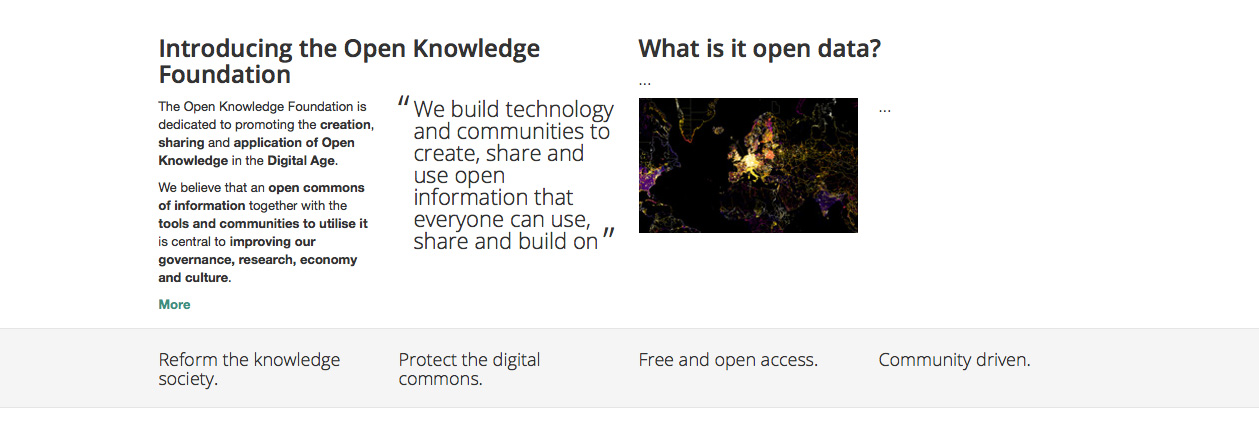 Introducing the Open Knowledge
Foundation
The Open Knowledge Foundation is
dedicated to promoting the creation,
sharing and application of Open
Knowledge in the Digital Age.
We believe that an open commons
of information together with the
tools and communities to utilise it
is central to improving our
governance, research, economy
and culture.
More
“We build technology
and communities to
create, share and
use open
information that
everyone can use,
share and build on”
What is it open data?
...
...
Reform the knowledge
society.
Protect the digital
commons.
Free and open access.
Community driven.